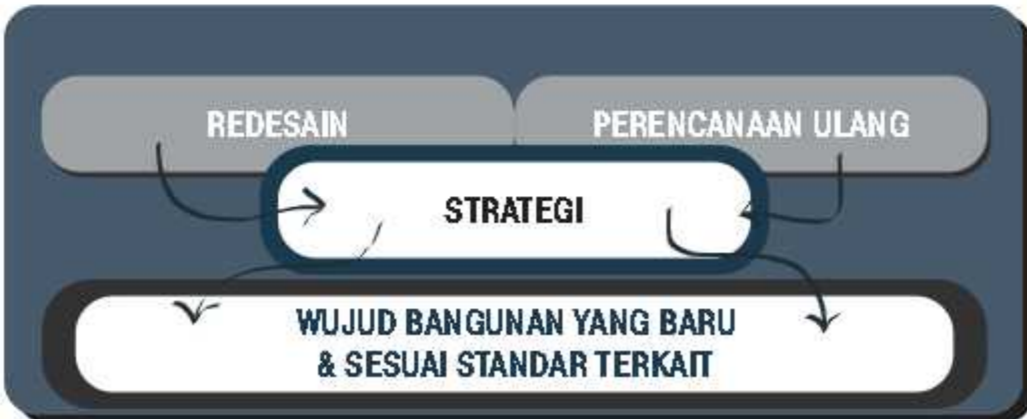 REDESAIN
PERENCANAAN ULANG
STRATEGI
WUJUD BANGUNAN YANG BARU
& SESUAI STANDAR TERKAIT